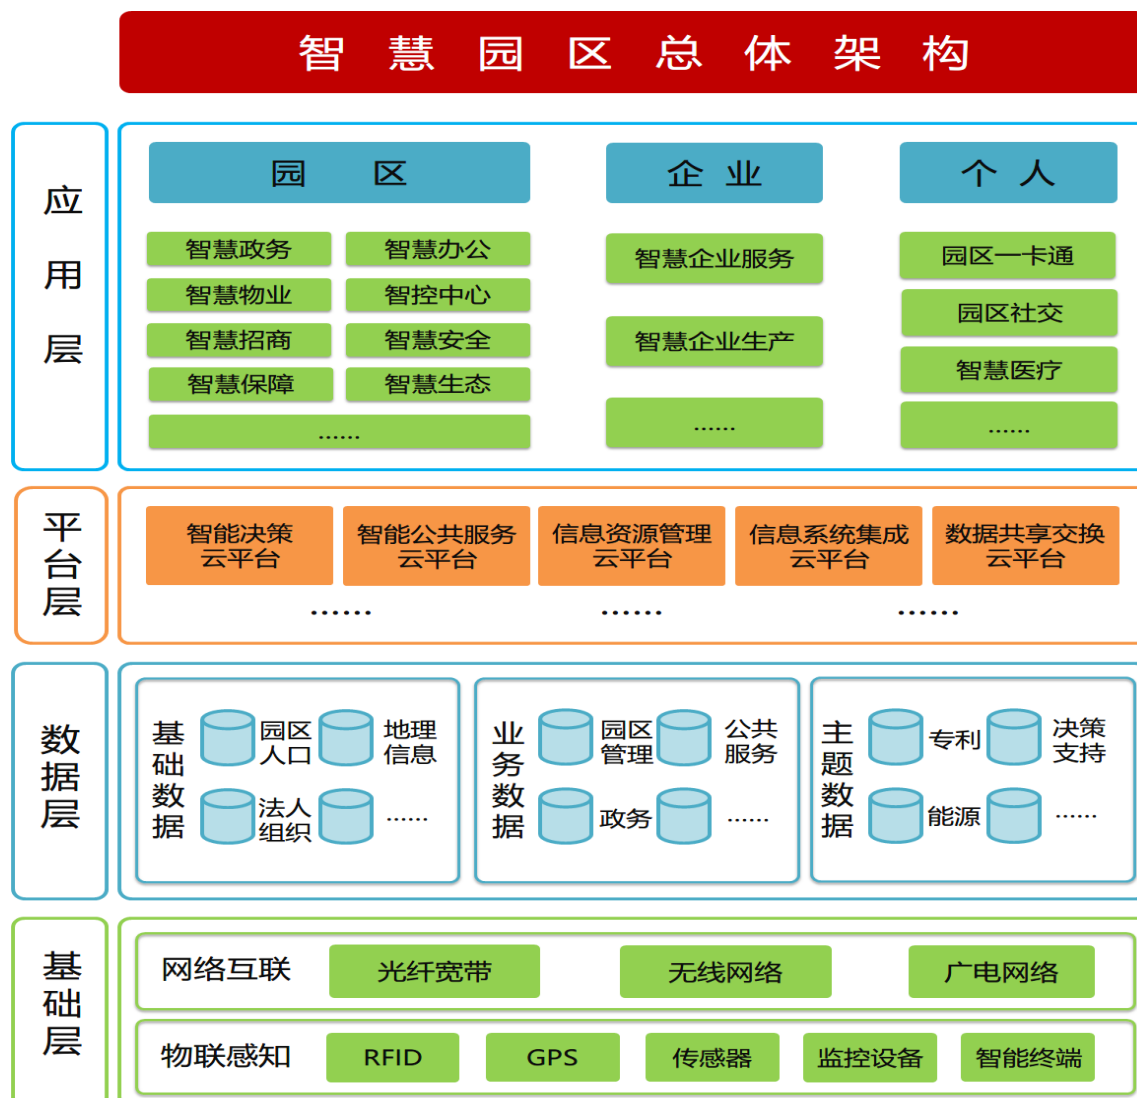 智慧园区总体架构
应用层
园区
企业
个人
智慧政务
智慧办公
智慧物业
智控中心
智慧招商
智慧安全
智慧保障
智慧生态
......
智慧企业服务
智慧企业生产
......
园区一卡通
园区社交
智慧医疗
......
平台层
智能决策
云平台
智能公共服务
云平台
信息资源管理
云平台
信息系统集成
云平台
数据共享交换
云平台
......
......
......
数据层
基础数据
园区
人口
地理
信息
法人
组织
......
业务数据
园区
管理
公共
服务
政务
......
主题数据
专利
决策
支持
能源
......
基础层
网络互联
光纤宽带
无线网络
广电网络
物联感知
RFID
GPS
传感器
监控设备
智能终端